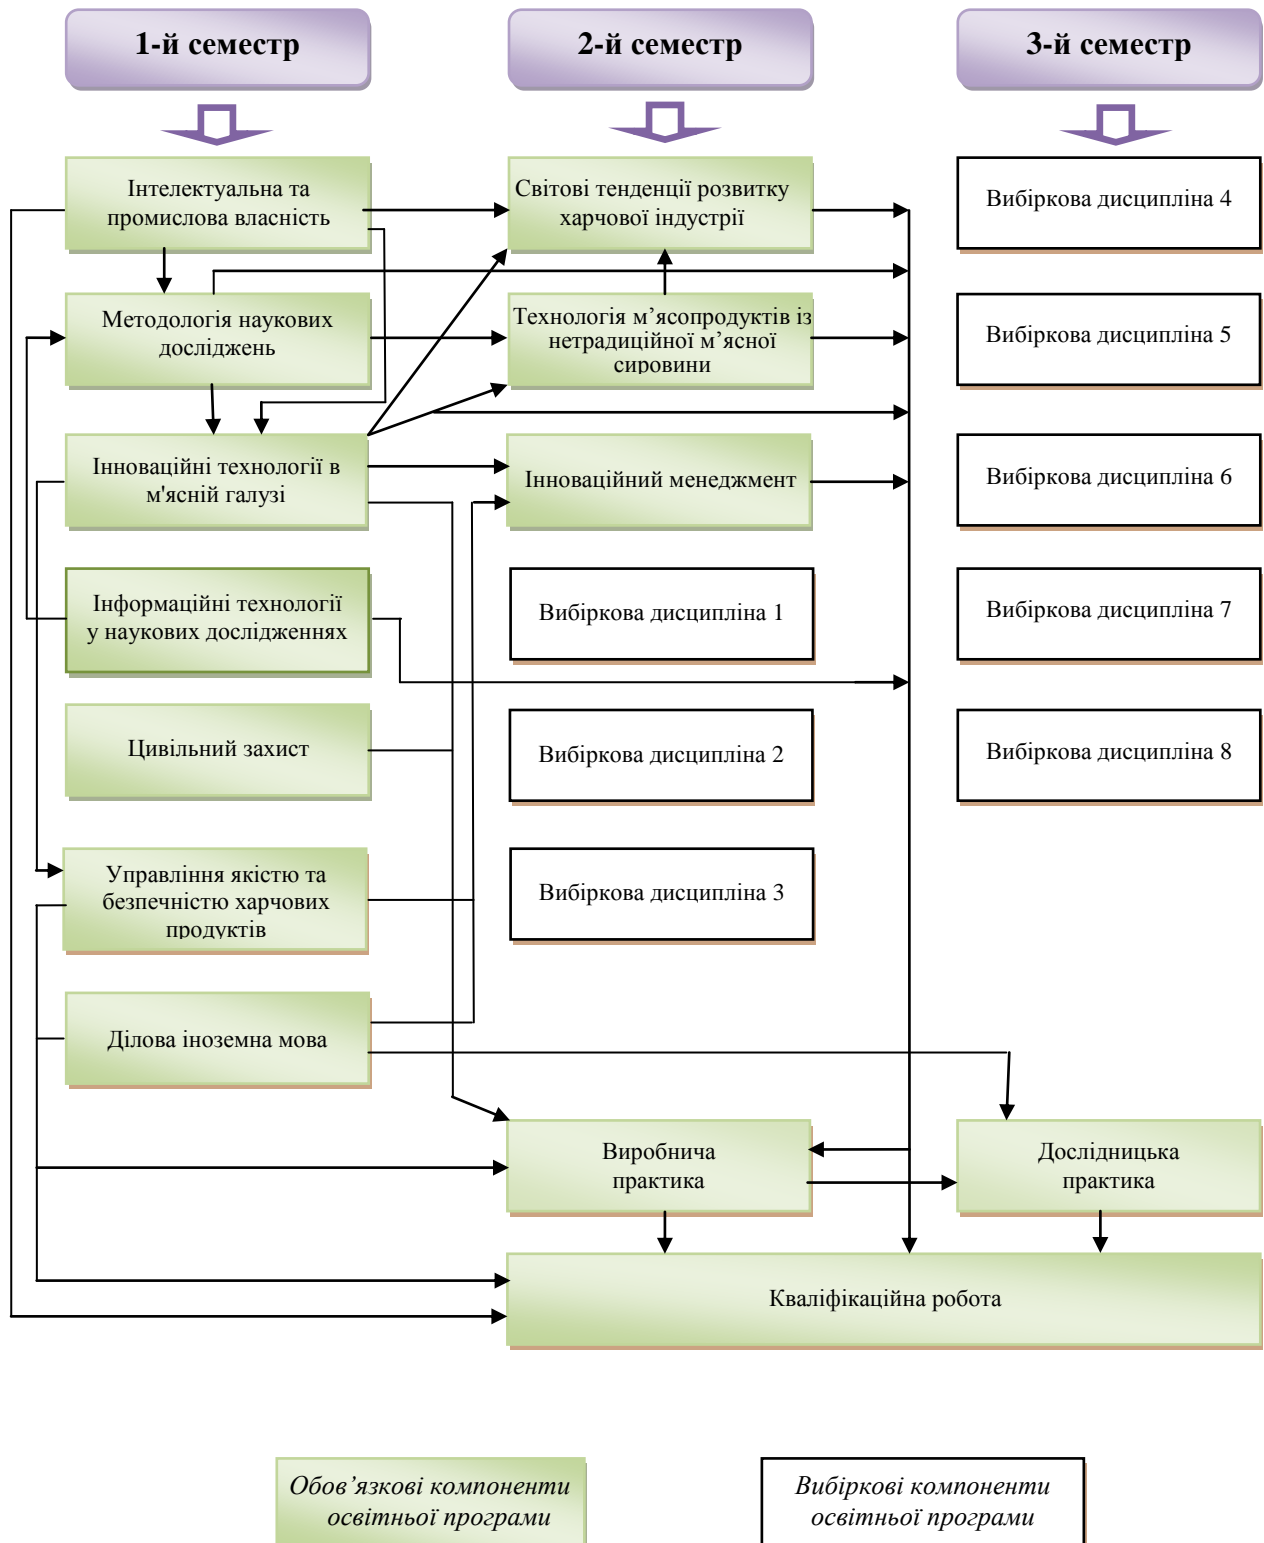 1-й семестр
2-й семестр
3-й семестр
Інтелектуальна та
промислова власність
Світові тенденції розвитку
харчової індустрії
Вибіркова дисципліна 4
Методологія наукових
досліджень
Технологія м’ясопродуктів із
нетрадиційної м’ясної
сировини
Вибіркова дисципліна 5
Інноваційні технології в
м'ясній галузі
Інноваційний менеджмент
Вибіркова дисципліна 6
Інформаційні технології
у наукових дослідженнях
Вибіркова дисципліна 1
Вибіркова дисципліна 7
Цивільний захист
Вибіркова дисципліна 2
Вибіркова дисципліна 8
Управління якістю та
безпечністю харчових
продуктів
Вибіркова дисципліна 3
Ділова іноземна мова
Виробнича
практика
Дослідницька
практика
Кваліфікаційна робота
Обов’язкові компоненти
освітньої програми
Вибіркові компоненти
освітньої програми